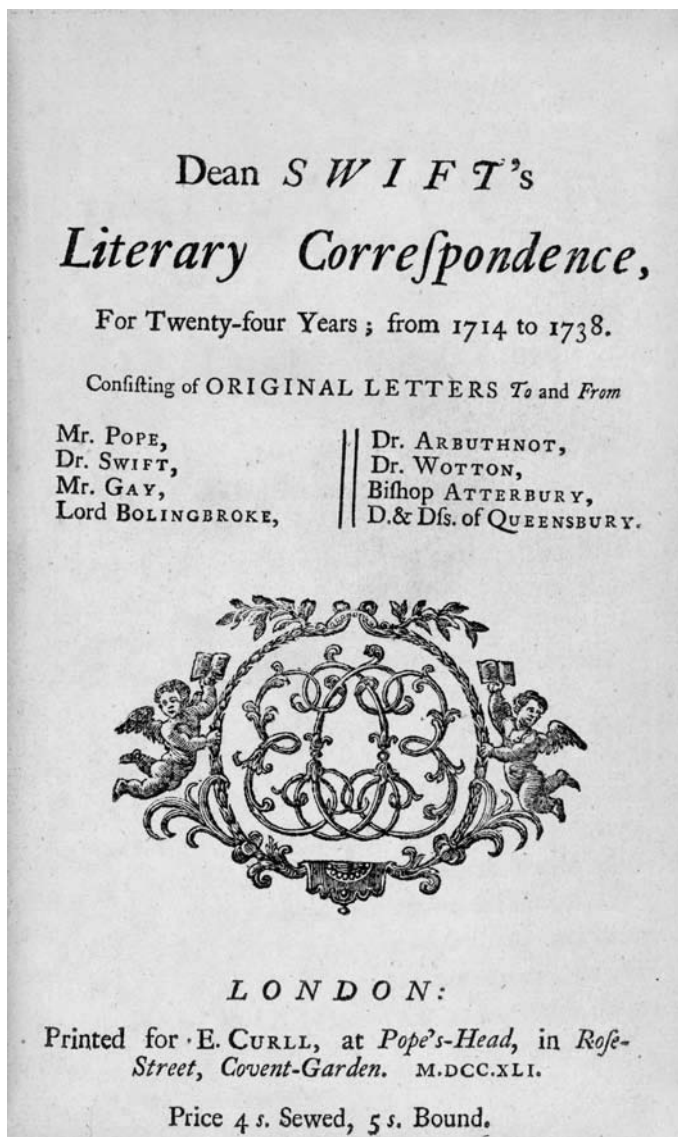 Dean SWIFT's
Literary Correſpondence,
For Twenty-four Years; from 1714 to 1738.
Conſiſting of ORIGINAL LETTERS To and From
Mr. POPE,
Dr. SWIFT,
Mr. GAY,
Lord BOLINGBROKE,
Dr. ARBUTHNOT,
Dr. WOTTON,
Biſhop ATTERBURY,
D.& Dſs. of QUEENSBURY.
LONDON:
Printed for E. CURLL, at Pope's-Head, in Roſe-
Street, Covent-Garden. M.DCC.XLI.
Price 4 s. Sewed, 5 s. Bound.